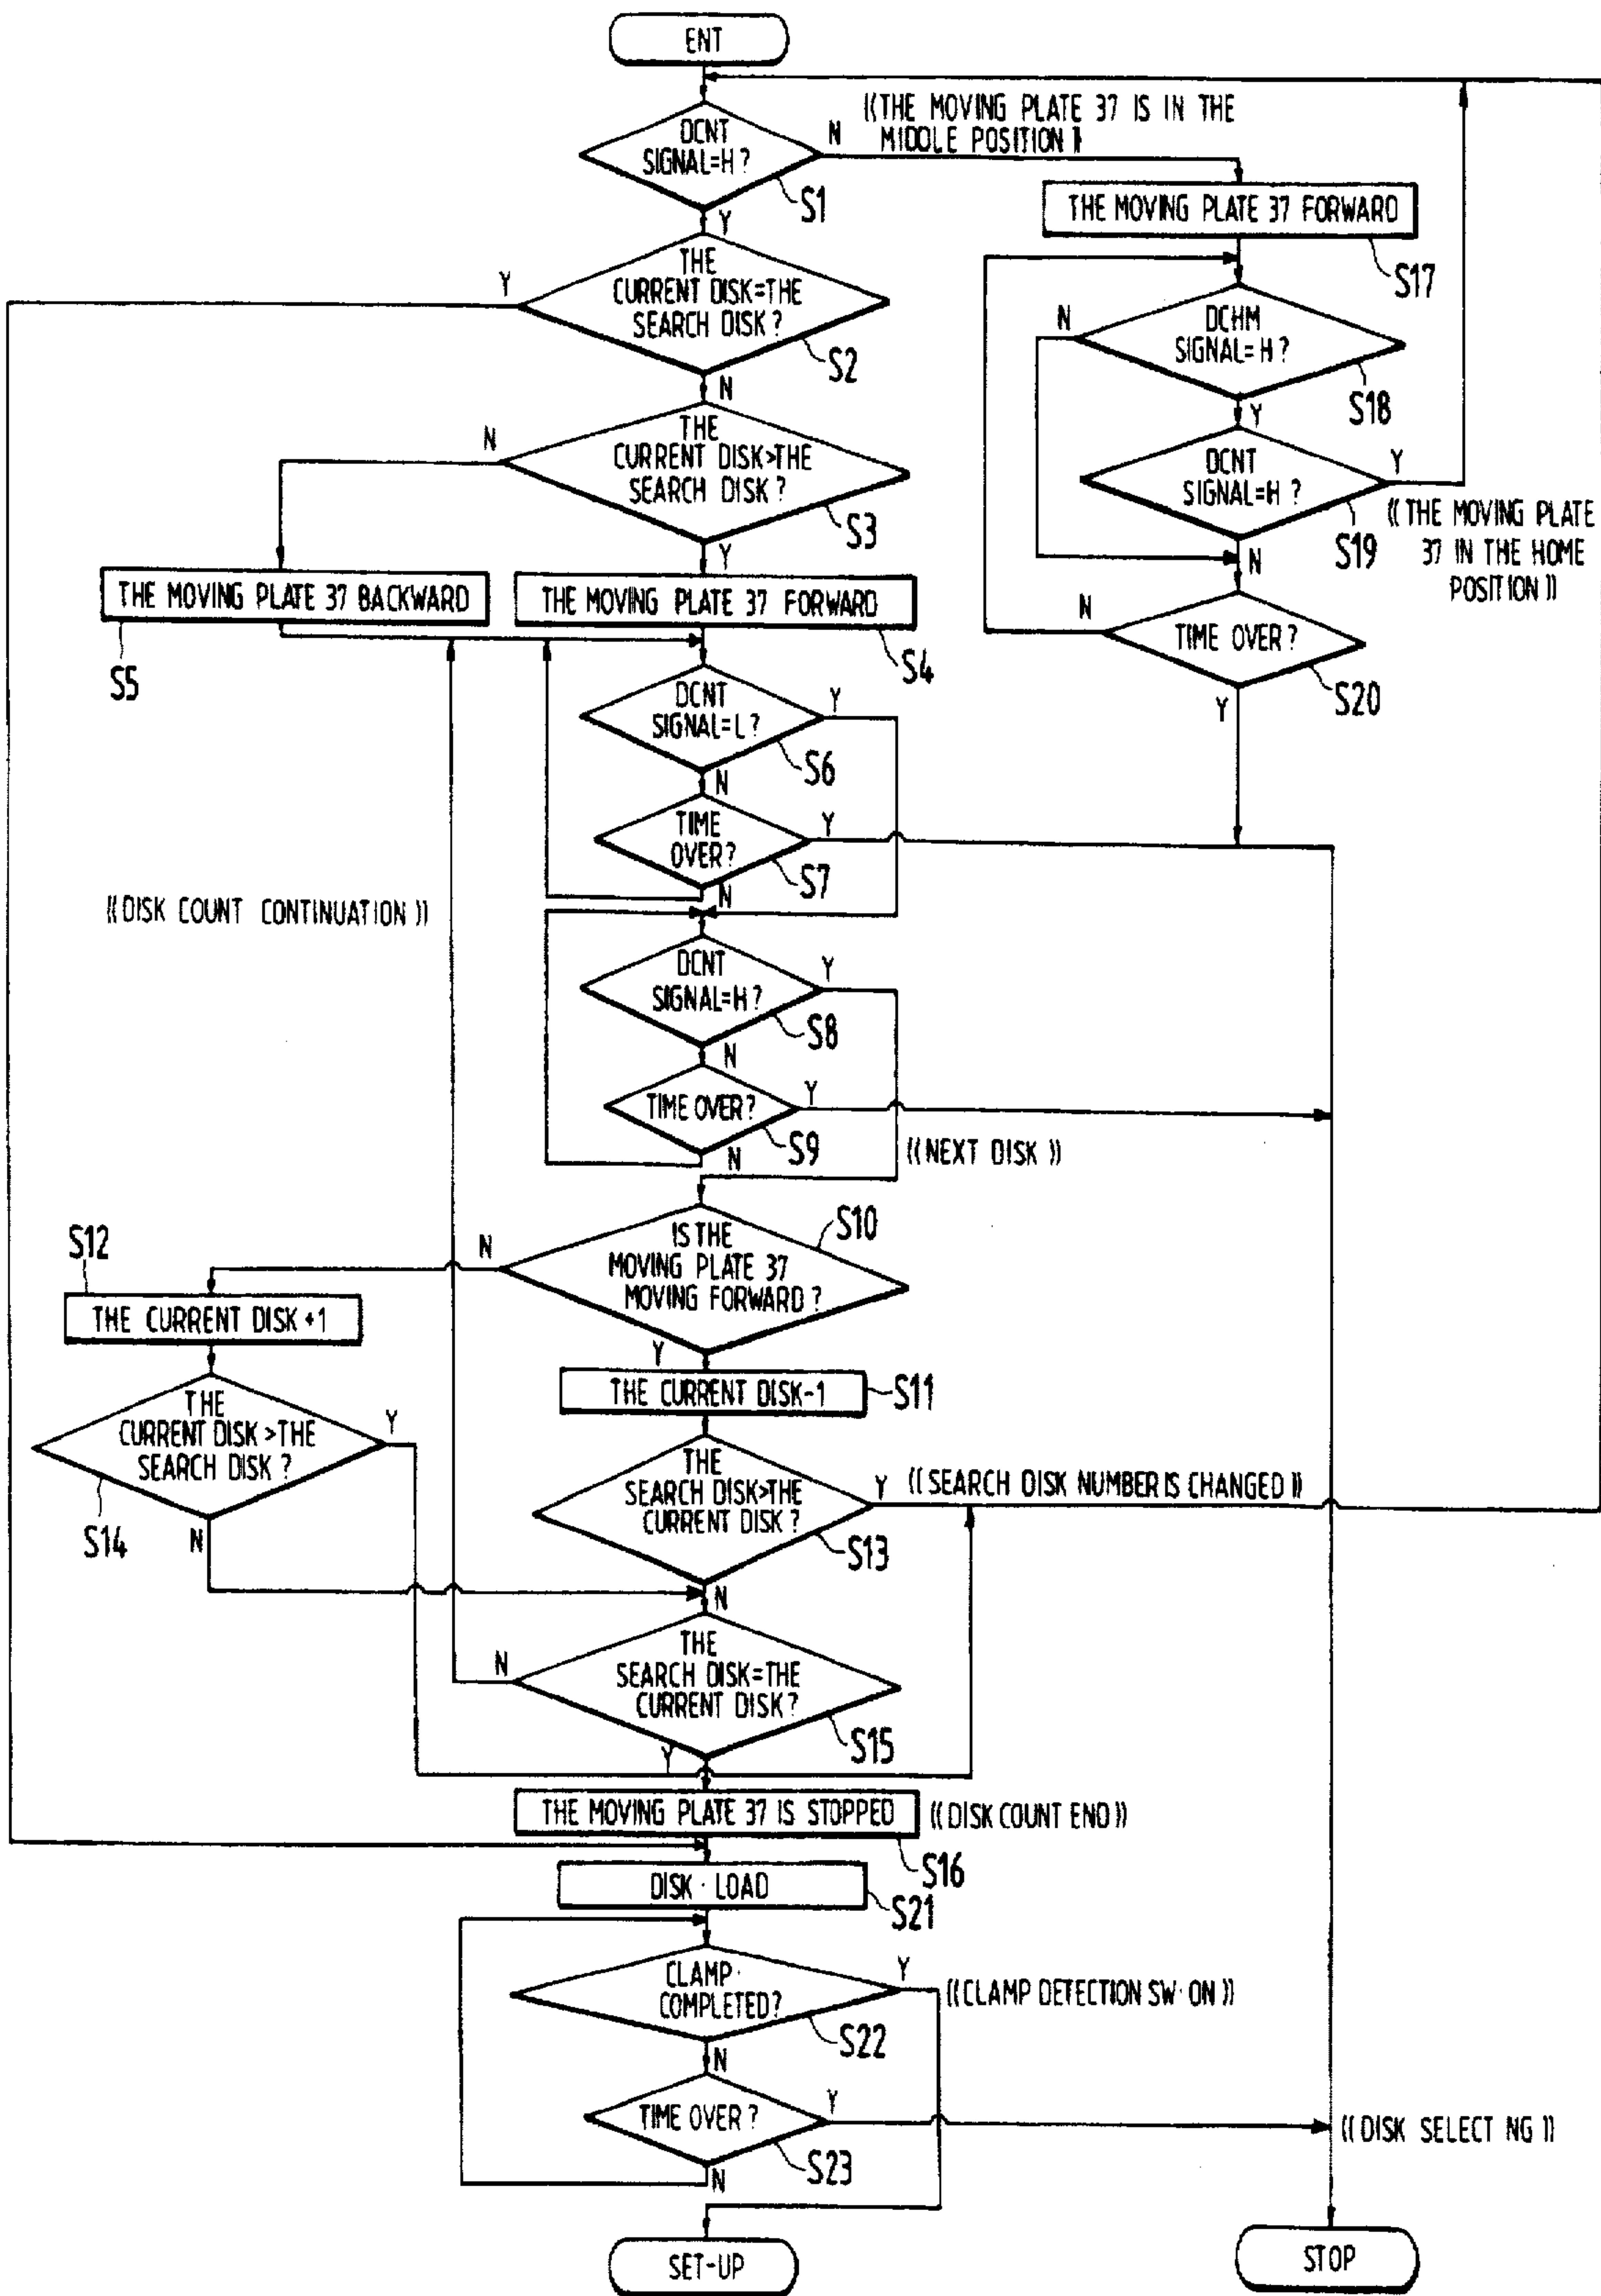 ENT
DCNT
SIGNAL=H?
N
((THE MOVING PLATE 37 IS IN THE
MIDDLE POSITION))
S1
Y
THE MOVING PLATE 37 FORWARD
S17
THE
CURRENT DISK=THE
SEARCH DISK?
Y
S2
N
DCHM
SIGNAL=H?
N
S18
Y
THE
CURRENT DISK>THE
SEARCH DISK?
N
S3
Y
DCNT
SIGNAL=H?
Y
S19
N
((THE MOVING PLATE
37 IN THE HOME
POSITION))
THE MOVING PLATE 37 BACKWARD
S5
THE MOVING PLATE 37 FORWARD
S4
N
TIME OVER?
S20
Y
DCNT
SIGNAL=L?
Y
S6
N
TIME
OVER?
Y
S7
N
((DISK COUNT CONTINUATION))
DCNT
SIGNAL=H?
Y
S8
N
TIME OVER?
Y
S9
N
((NEXT DISK))
IS THE
MOVING PLATE 37
MOVING FORWARD?
S10
N
Y
S12
THE CURRENT DISK+1
THE CURRENT DISK-1
S11
THE
CURRENT DISK>THE
SEARCH DISK?
Y
S14
N
THE
SEARCH DISK>THE
CURRENT DISK?
Y
((SEARCH DISK NUMBER IS CHANGED))
S13
N
THE
SEARCH DISK=THE
CURRENT DISK?
N
S15
Y
THE MOVING PLATE 37 IS STOPPED
((DISK COUNT END))
S16
DISK·LOAD
S21
CLAMP·
COMPLETED?
Y
((CLAMP DETECTION SW·ON))
S22
N
TIME OVER?
Y
S23
N
((DISK SELECT NG))
SET-UP
STOP